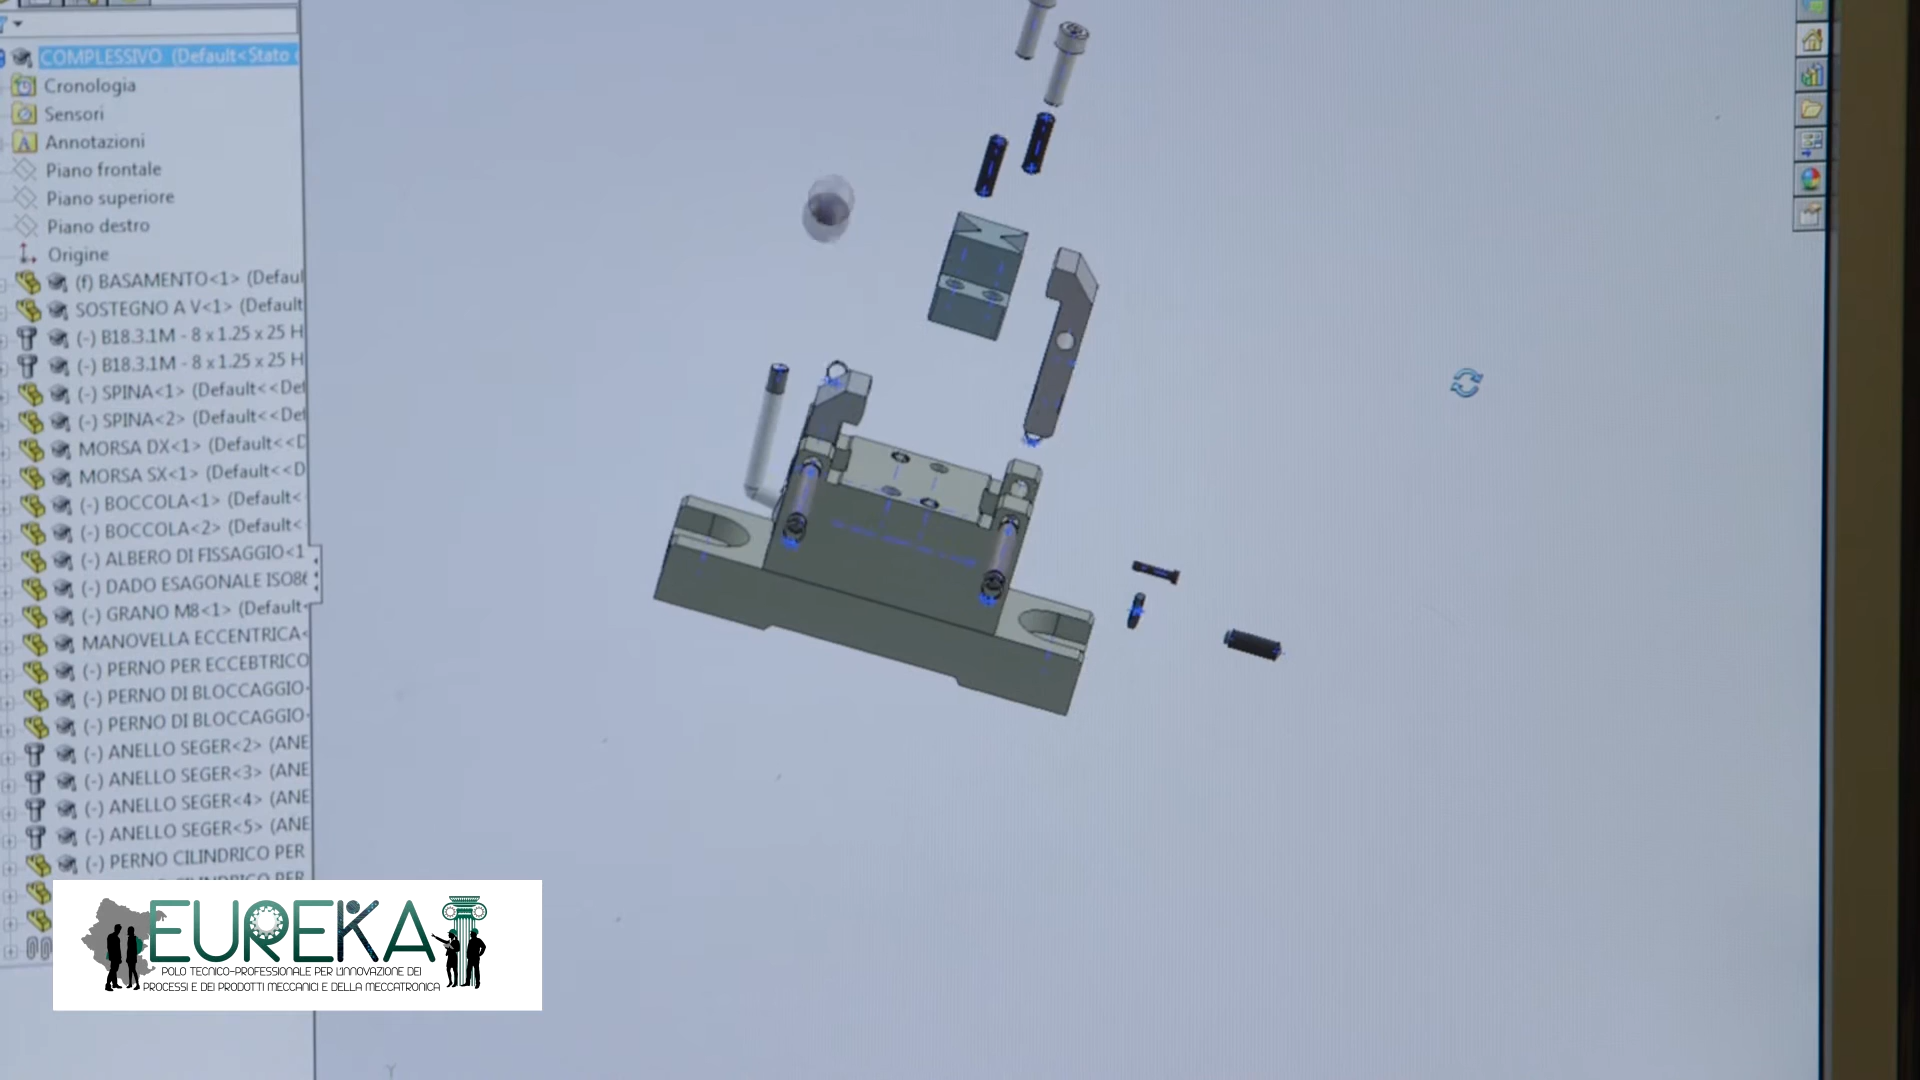 COMPLESSIVO (Default<Stato
Cronologia
Sensori
Annotazioni
Piano frontale
Piano superiore
Piano destro
Origine
(f) BASAMENTO<1> (Defaul
SOSTEGNO A V<1> (Default
(-) B18.3.1M - 8 x 1.25 x 25 H
(-) B18.3.1M - 8 x 1.25 x 25 H
(-) SPINA<1> (Default<<Def
(-) SPINA<2> (Default<<Def
MORSA DX<1> (Default<<D
MORSA SX<1> (Default<<D
(-) BOCCOLA<1> (Default<
(-) BOCCOLA<2> (Default<
(-) ALBERO DI FISSAGGIO<1
(-) DADO ESAGONALE ISO86
(-) GRANO M8<1> (Default<
MANOVELLA ECCENTRICA<
(-) PERNO PER ECCEBTRICO
(-) PERNO DI BLOCCAGGIO
(-) PERNO DI BLOCCAGGIO
(-) ANELLO SEGER<2> (ANE
(-) ANELLO SEGER<3> (ANE
(-) ANELLO SEGER<4> (ANE
(-) ANELLO SEGER<5> (ANE
(-) PERNO CILINDRICO PER
EUREKA
POLO TECNICO-PROFESSIONALE PER L'INNOVAZIONE DEI
PROCESSI E DEI PRODOTTI MECCANICI E DELLA MECCATRONICA